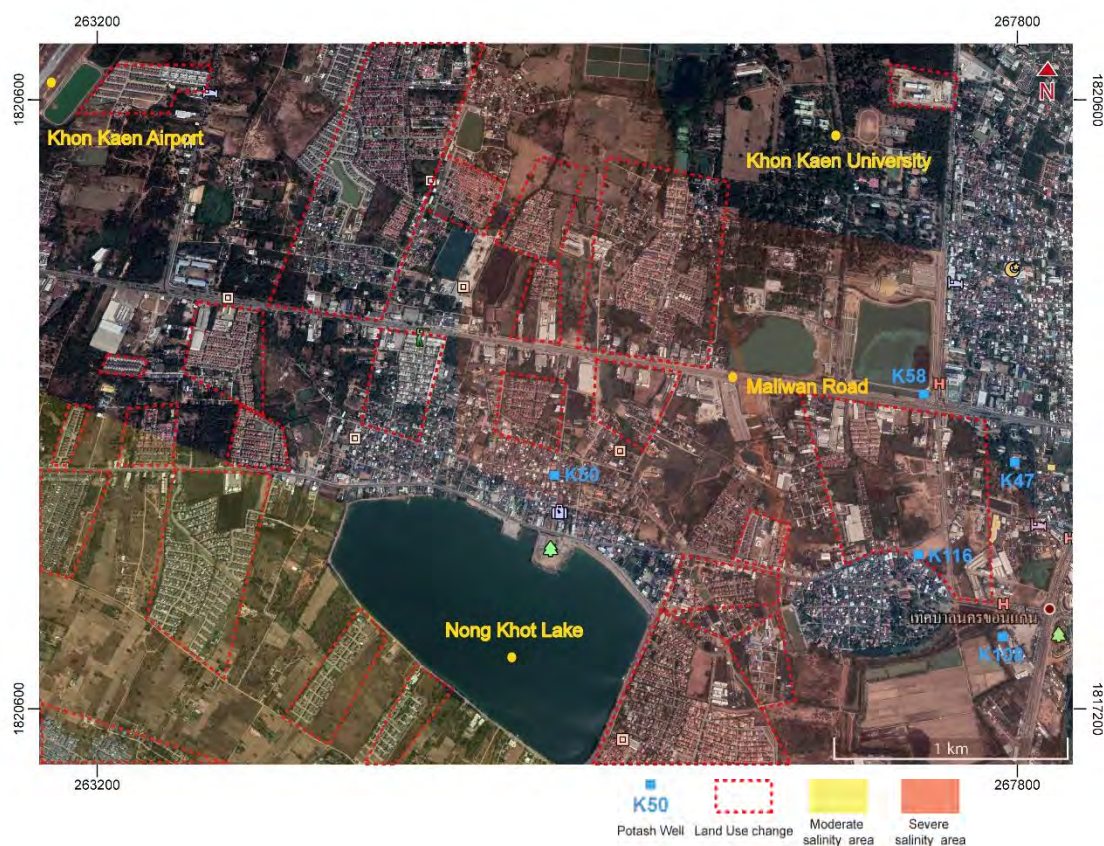 263200
267800
1820600
1820600
N
Khon Kaen Airport
Khon Kaen University
Maliwan Road
K58
H
K50
K47
H
K116
H
เทศบาลนครขอนแก่น
Nong Khot Lake
K109
1820600
1817200
1 km
263200
267800
K50
Potash Well
Land Use change
Moderate
salinity area
Severe
salinity area